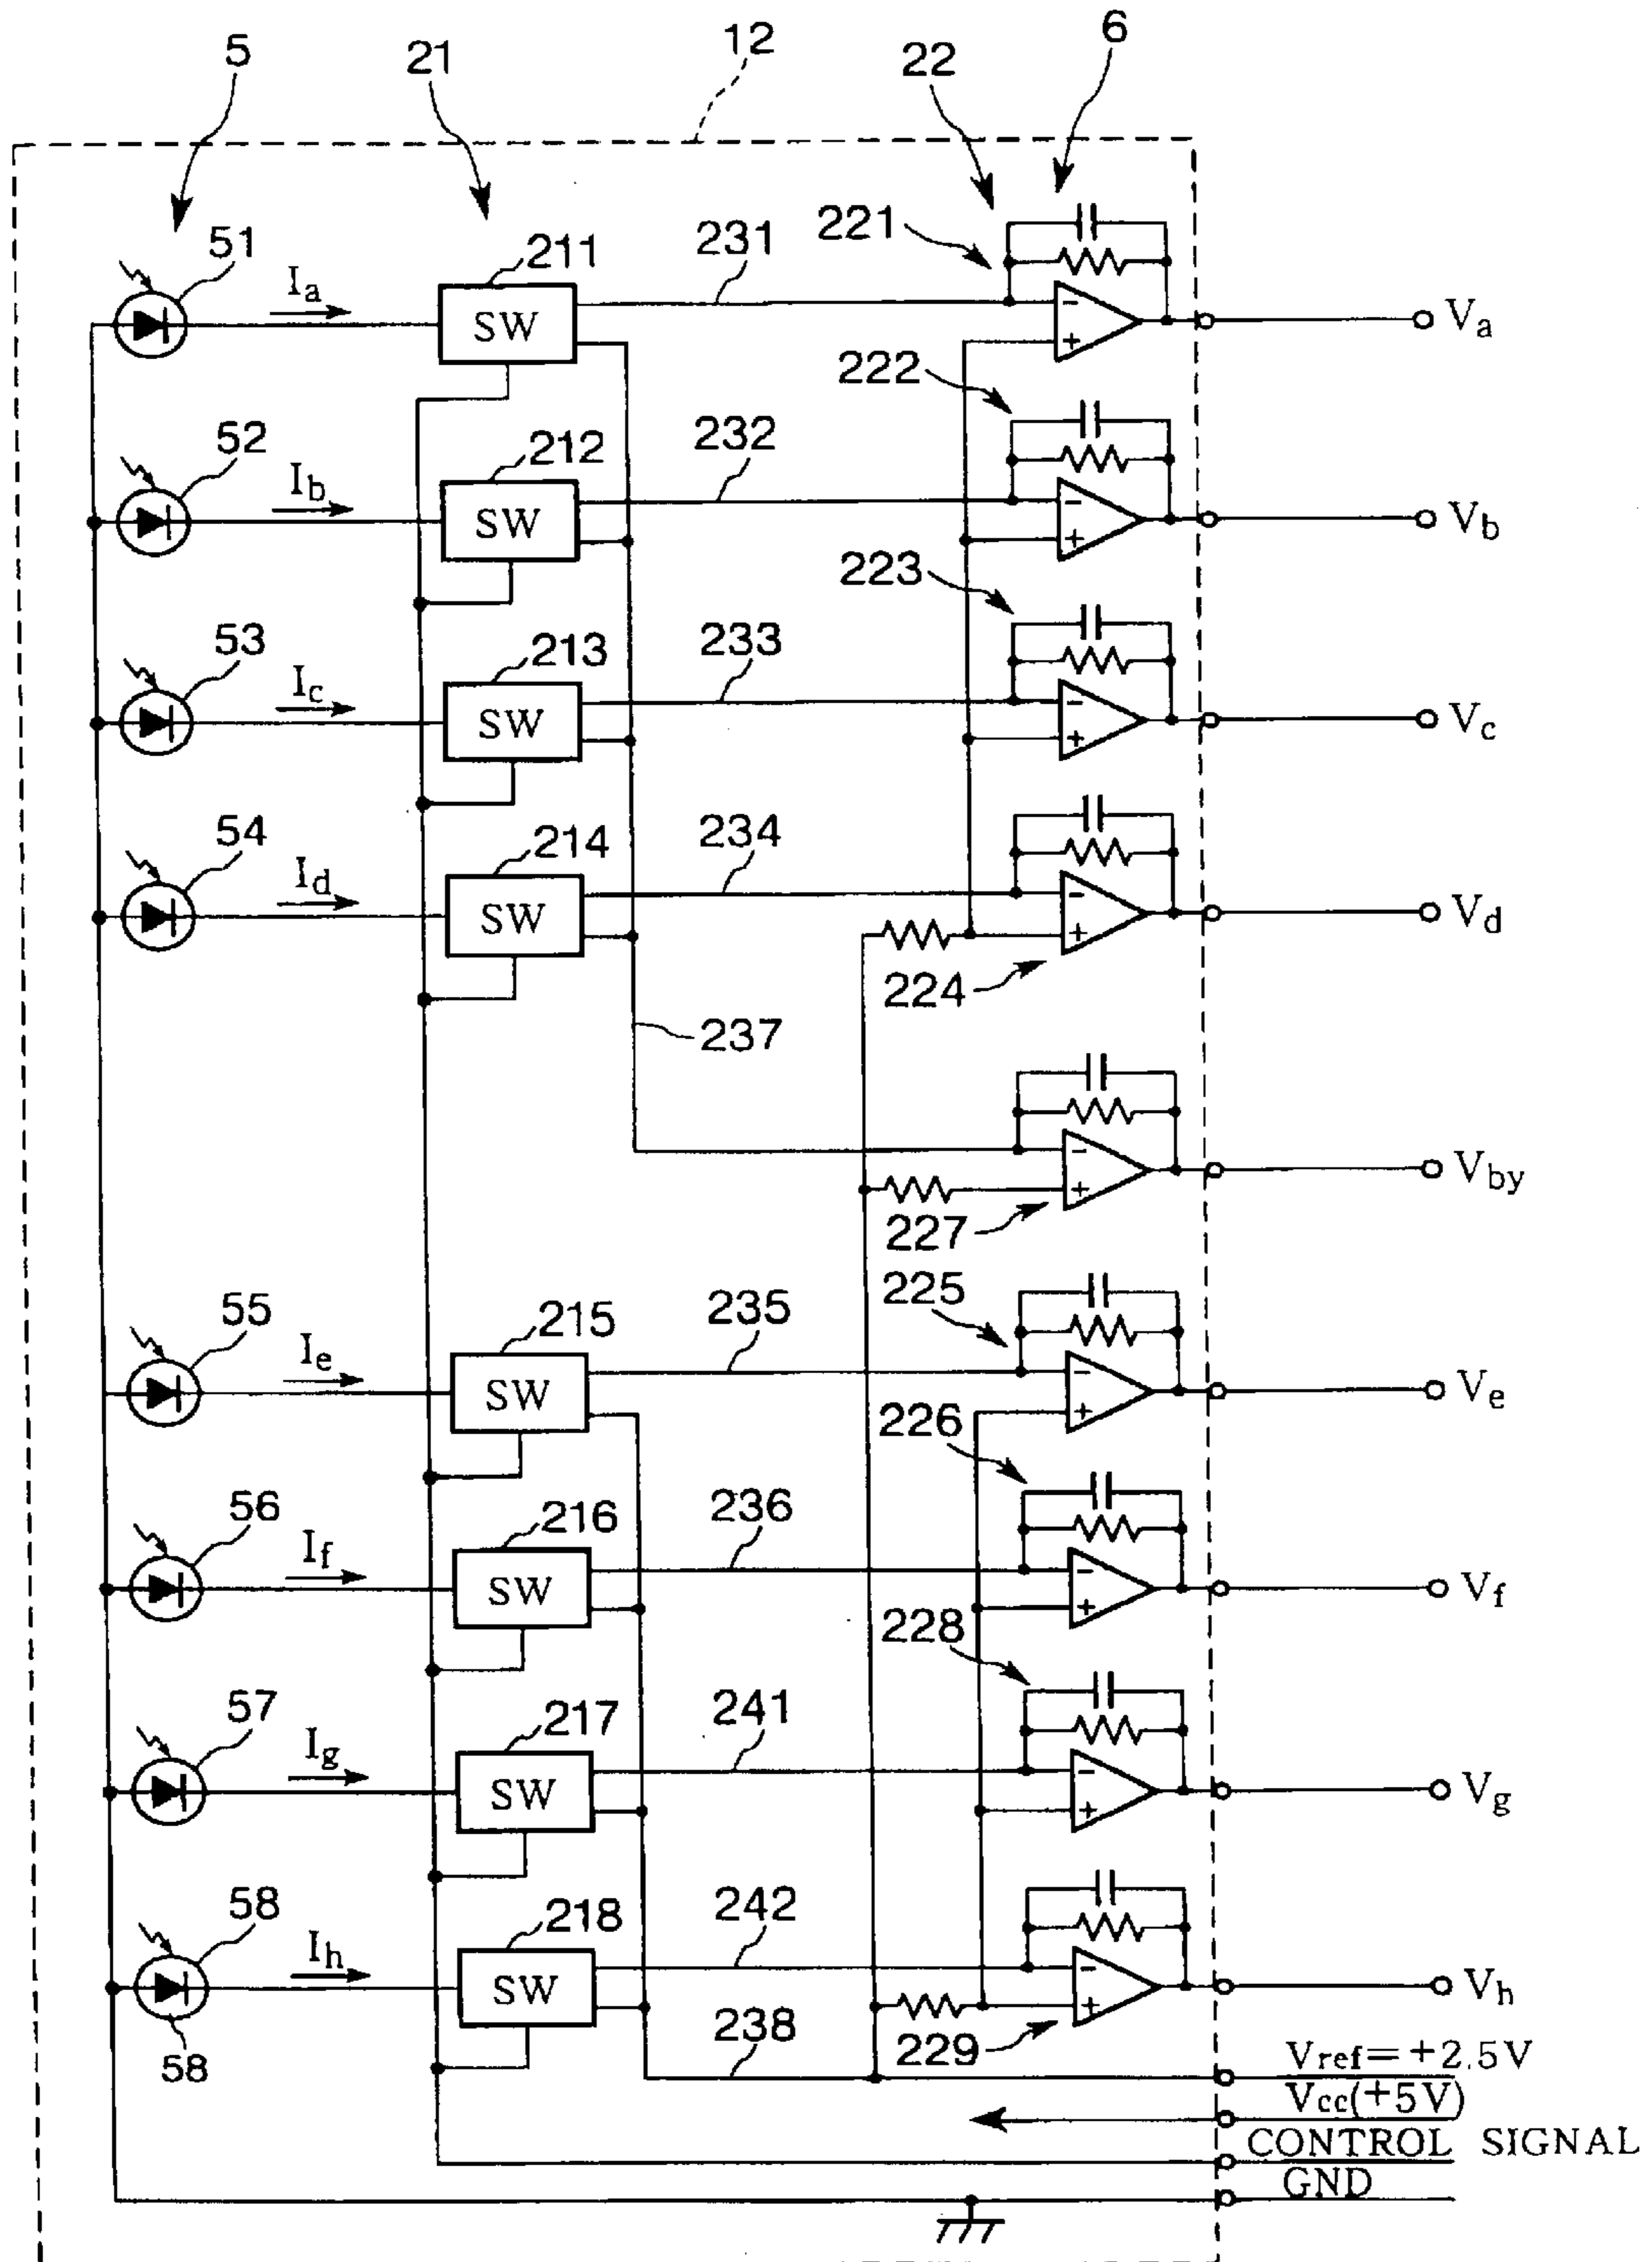 5 21 12 22 6
51 Ia 211 SW 231 221 - + Va
52 Ib 212 SW 232 222 - + Vb
53 Ic 213 SW 233 223 - + Vc
54 Id 214 SW 234 - + 224 Vd
237 - + 227 Vby
55 Ie 215 SW 235 225 - + Ve
56 If 216 SW 236 226 - + Vf
57 Ig 217 SW 241 228 - + Vg
58 Ih 218 SW 242 - + 229 Vh
58 238
Vref=+2.5V
Vcc(+5V)
CONTROL SIGNAL
GND